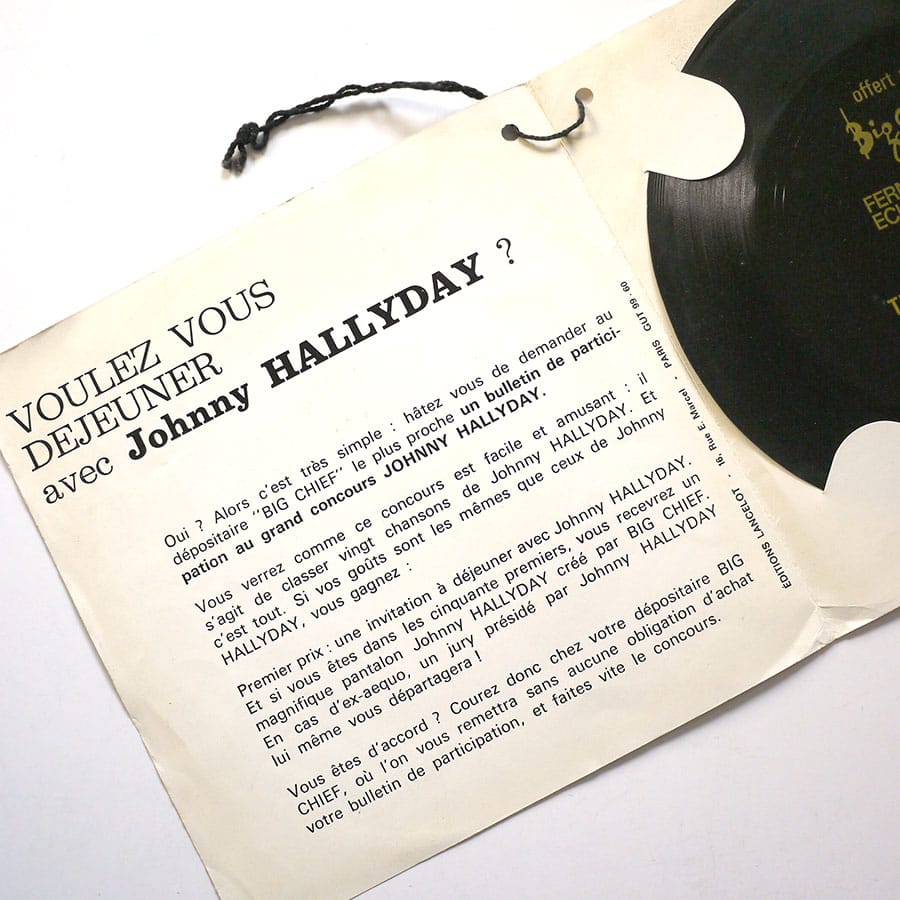 VOULEZ VOUS
DEJEUNER
avec Johnny HALLYDAY ?
Oui ? Alors c'est très simple : hâtez vous de demander au
dépositaire "BIG CHIEF" le plus proche un bulletin de partici-
pation au grand concours JOHNNY HALLYDAY.
Vous verrez comme ce concours est facile et amusant : il
s'agit de classer vingt chansons de Johnny HALLYDAY. Et
c'est tout. Si vos goûts sont les mêmes que ceux de Johnny
HALLYDAY, vous gagnez :
Premier prix : une invitation à déjeuner avec Johnny HALLYDAY.
Et si vous êtes dans les cinquante premiers, vous recevrez un
magnifique pantalon Johnny HALLYDAY créé par BIG CHIEF.
En cas d'ex-aequo, un jury présidé par Johnny HALLYDAY
lui même vous départagera !
Vous êtes d'accord ? Courez donc chez votre dépositaire BIG
CHIEF, où l'on vous remettra sans aucune obligation d'achat
votre bulletin de participation, et faites vite le concours.
ÉDITIONS LANCELOT - 16, Rue E. Marcel - PARIS GUT 99-60
offert
Big
FERN